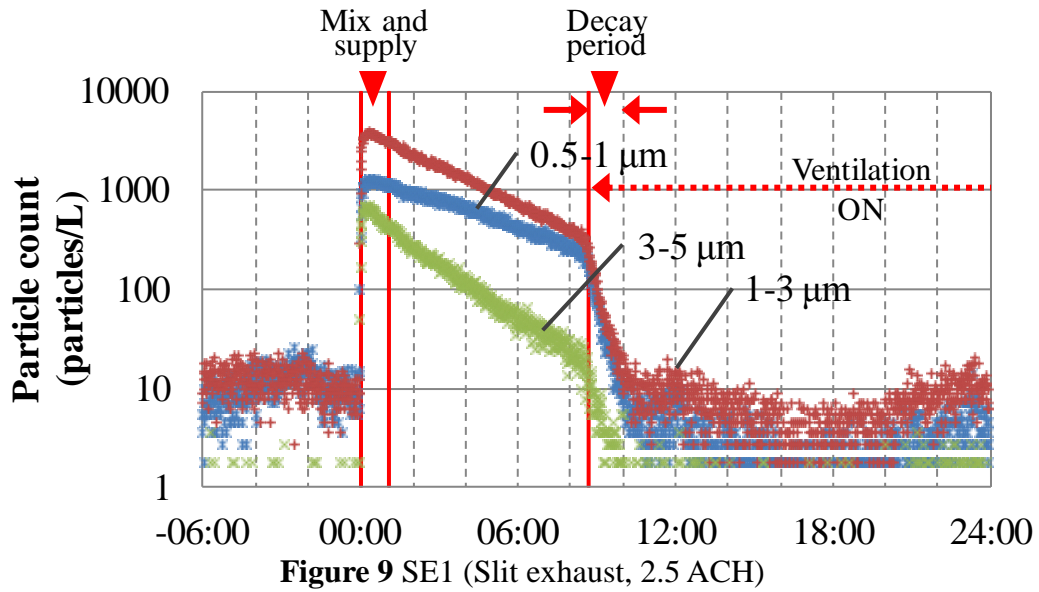 Mix and
supply
Decay
period
Particle count
(particles/L)
10000
1000
100
10
1
0.5-1 μm
3-5 μm
1-3 μm
Ventilation
ON
-06:00
00:00
06:00
12:00
18:00
24:00
Figure 9 SE1 (Slit exhaust, 2.5 ACH)